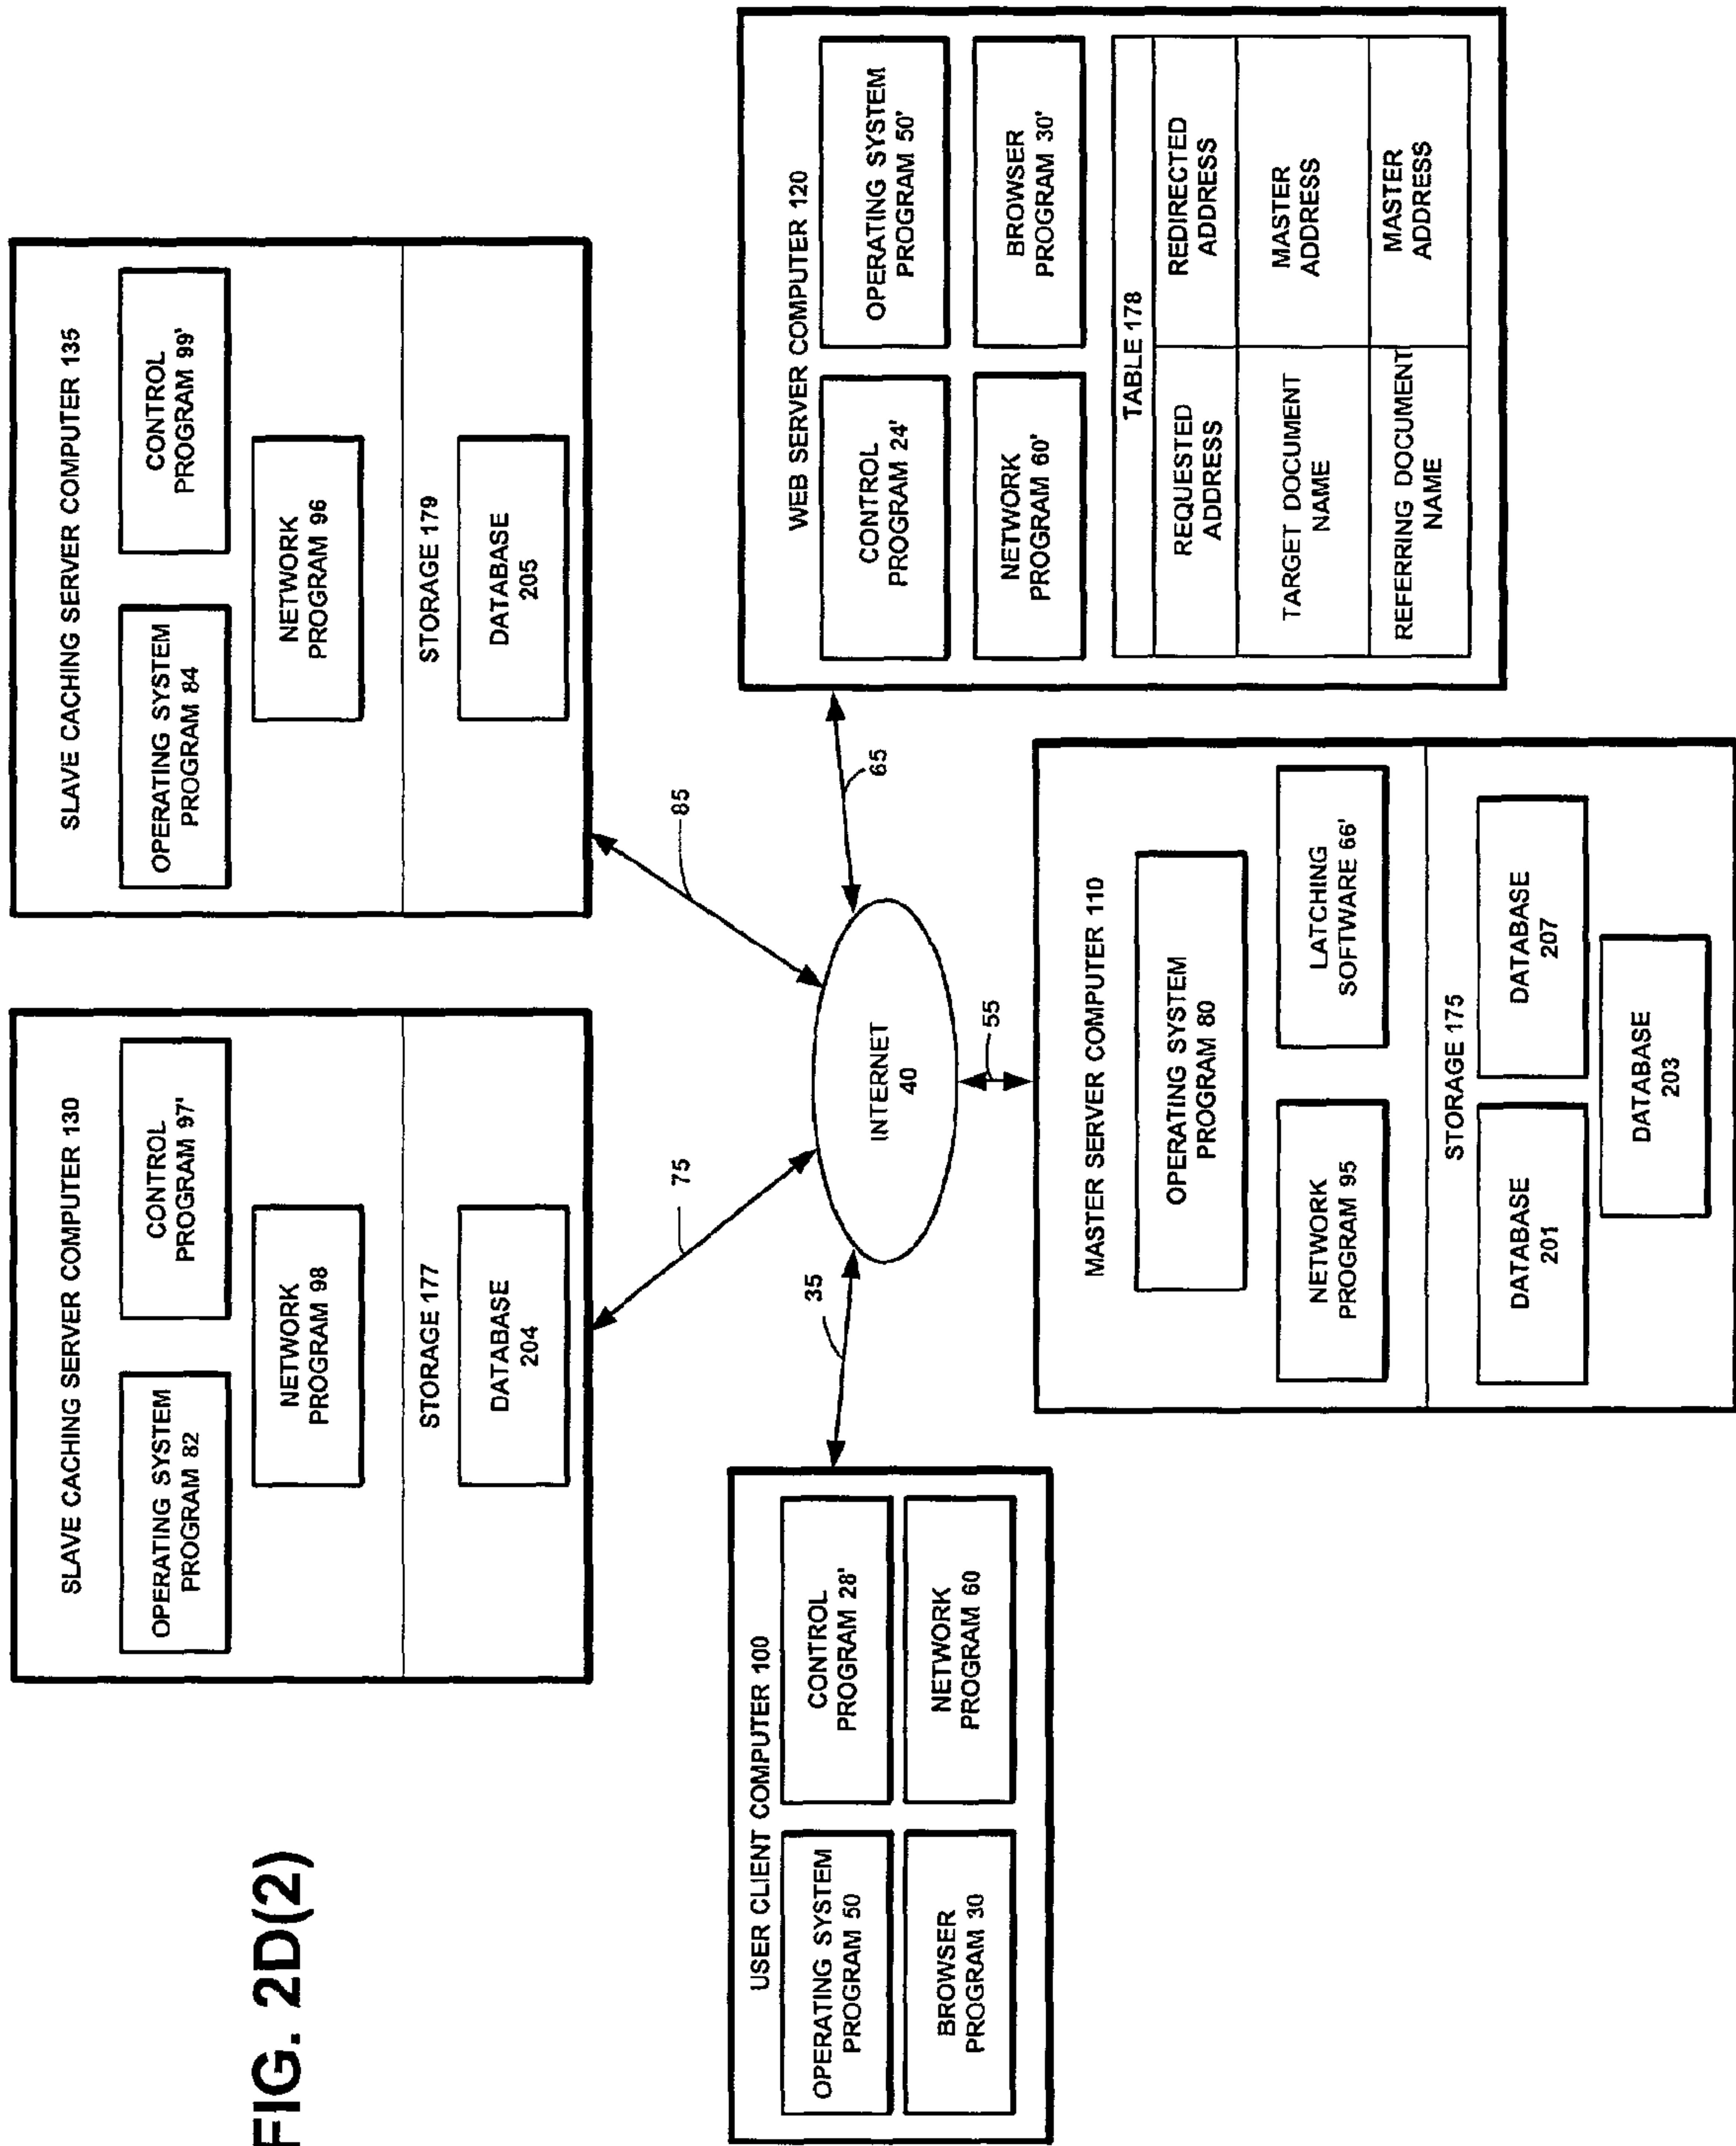 FIG. 2D(2)
SLAVE CACHING SERVER COMPUTER 130
OPERATING SYSTEM
PROGRAM 82
CONTROL
PROGRAM 97'
NETWORK
PROGRAM 98
STORAGE 177
DATABASE
204
SLAVE CACHING SERVER COMPUTER 135
OPERATING SYSTEM
PROGRAM 84
CONTROL
PROGRAM 99'
NETWORK
PROGRAM 96
STORAGE 179
DATABASE
205
75
85
35
65
55
INTERNET
40
USER CLIENT COMPUTER 100
OPERATING SYSTEM
PROGRAM 50
CONTROL
PROGRAM 28'
BROWSER
PROGRAM 30
NETWORK
PROGRAM 60
MASTER SERVER COMPUTER 110
OPERATING SYSTEM
PROGRAM 80
NETWORK
PROGRAM 95
LATCHING
SOFTWARE 66'
STORAGE 175
DATABASE
201
DATABASE
207
DATABASE
203
WEB SERVER COMPUTER 120
CONTROL
PROGRAM 24'
OPERATING SYSTEM
PROGRAM 50'
NETWORK
PROGRAM 60'
BROWSER
PROGRAM 30'
TABLE 178
REQUESTED
ADDRESS
REDIRECTED
ADDRESS
TARGET DOCUMENT
NAME
MASTER
ADDRESS
REFERRING DOCUMENT
NAME
MASTER
ADDRESS